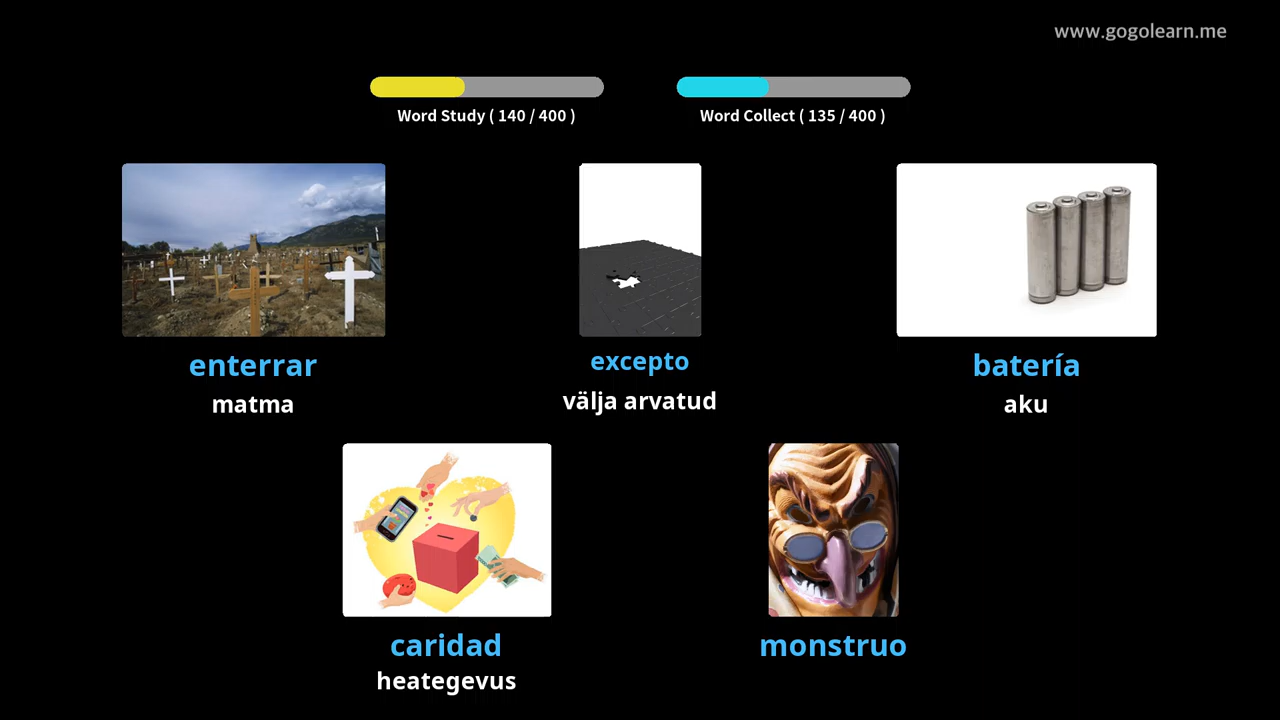 www.gogolearn.me
Word Study ( 140 / 400 )
Word Collect ( 135 / 400 )
enterrar
matma
excepto
välja arvatud
batería
aku
caridad
heategevus
monstruo